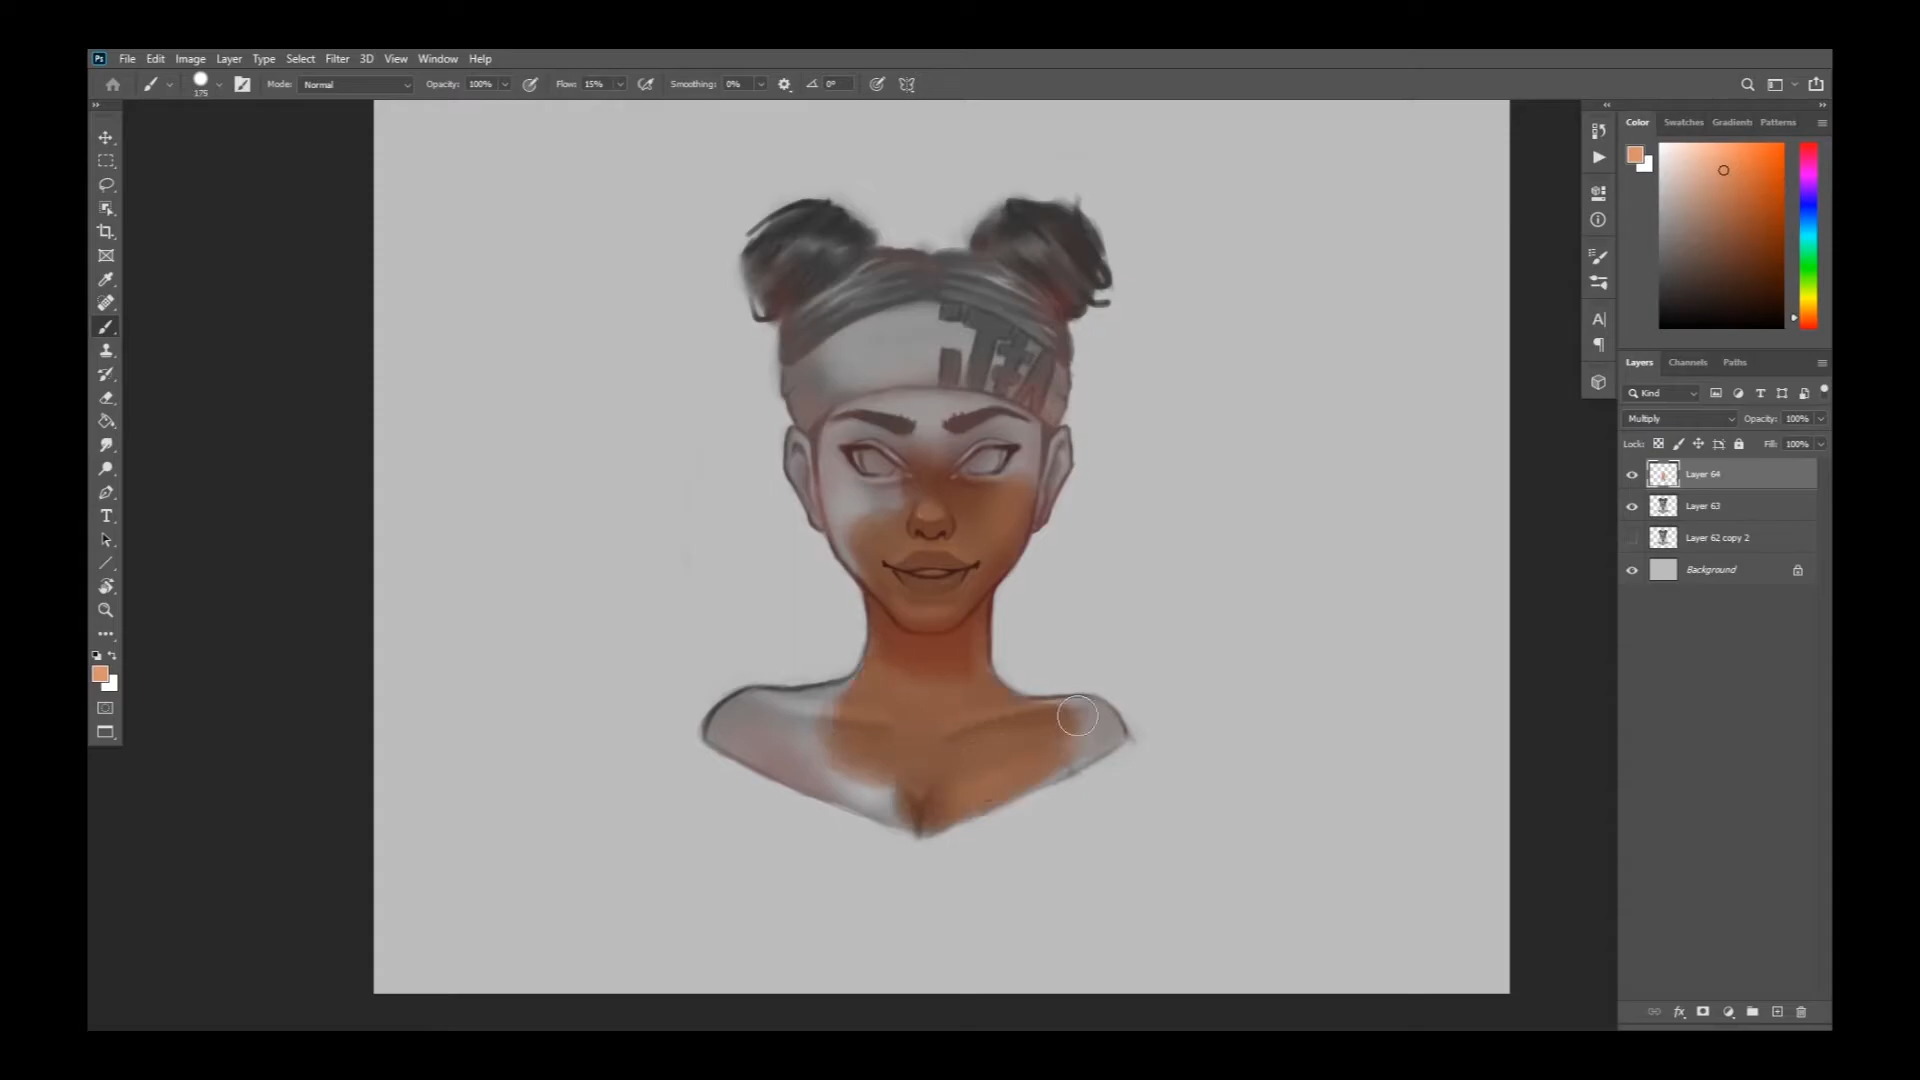 Ps File Edit Image Layer Type Select Filter 3D View Window Help
175 Mode: Normal Opacity: 100% Flow: 15% Smoothing: 0% 0°
Color Swatches Gradients Patterns
Layers Channels Paths
Kind
Multiply Opacity: 100%
Lock: Fill: 100%
Layer 64
Layer 63
Layer 62 copy 2
Background
fx